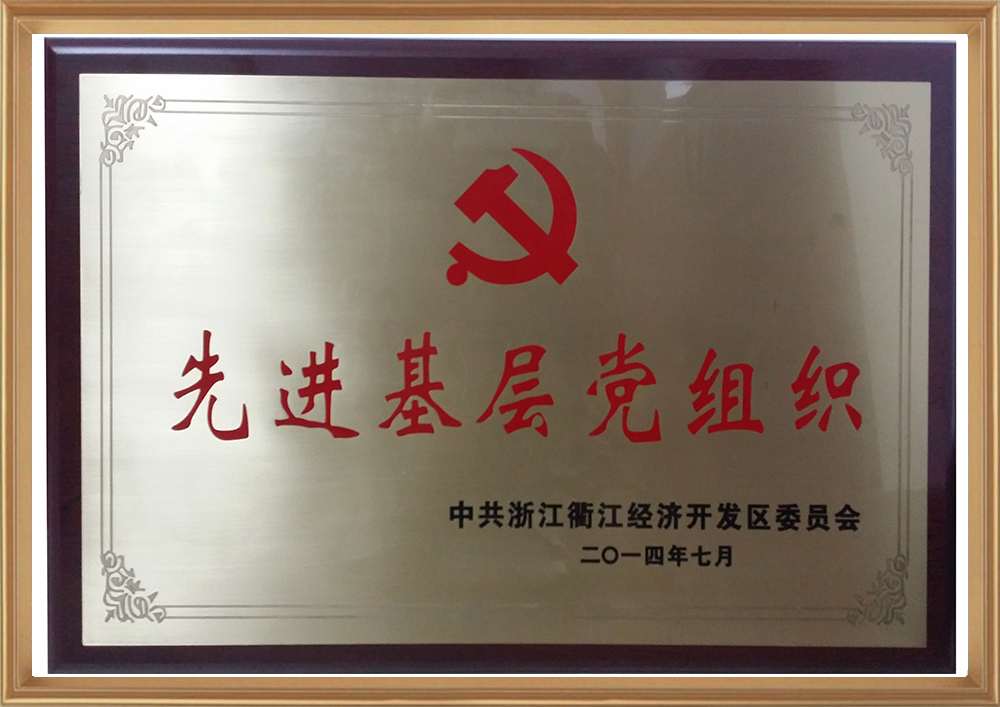 先进基层党组织
中共浙江衢江经济开发区委员会
二〇一四年七月